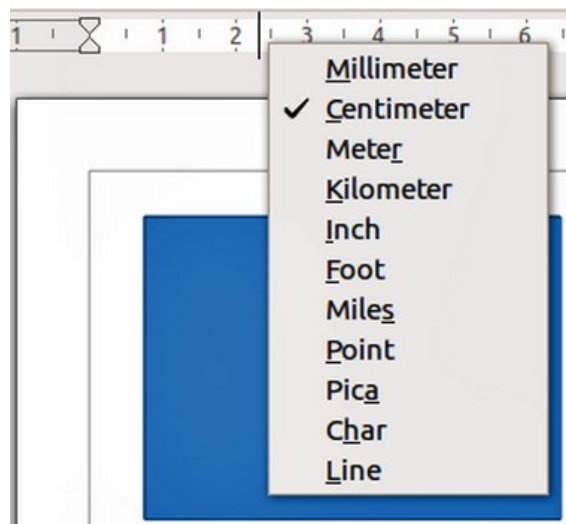 1 1 2 3 4 5 6
Millimeter
Centimeter
Meter
Kilometer
Inch
Foot
Miles
Point
Pica
Char
Line